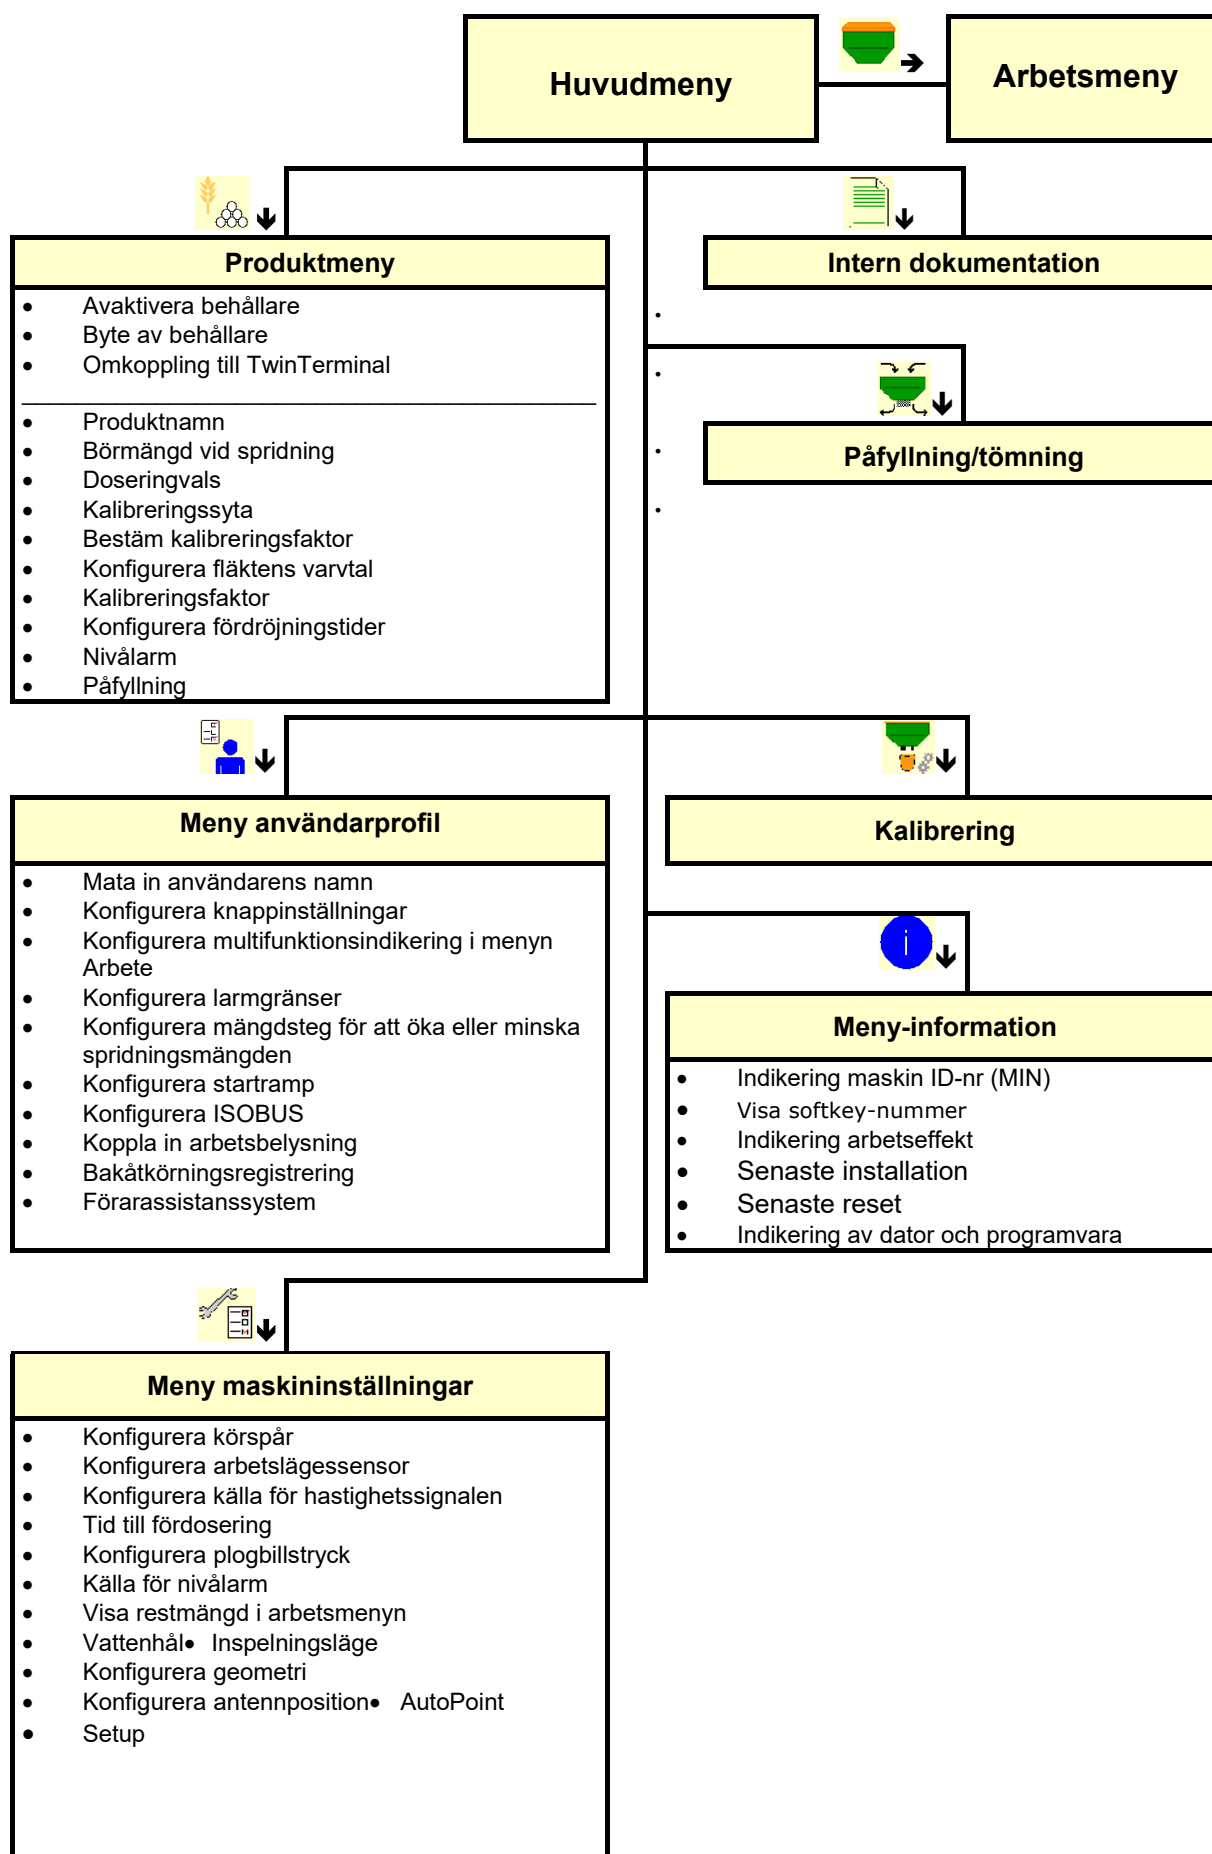 Huvudmeny
Arbetsmeny
Produktmeny
• Avaktivera behållare
• Byte av behållare
• Omkoppling till TwinTerminal
• Produktnamn
• Börmängd vid spridning
• Doseringvals
• Kalibreringssyta
• Bestäm kalibreringsfaktor
• Konfigurera fläktens varvtal
• Kalibreringsfaktor
• Konfigurera fördröjningstider
• Nivålarm
• Påfyllning
Intern dokumentation
Påfyllning/tömning
Meny användarprofil
• Mata in användarens namn
• Konfigurera knappinställningar
• Konfigurera multifunktionsindikering i menyn
Arbete
• Konfigurera larmgränser
• Konfigurera mängdsteg för att öka eller minska
spridningsmängden
• Konfigurera startramp
• Konfigurera ISOBUS
• Koppla in arbetsbelysning
• Bakåtkörningsregistrering
• Förarassistanssystem
Kalibrering
Meny-information
• Indikering maskin ID-nr (MIN)
• Visa softkey-nummer
• Indikering arbetseffekt
• Senaste installation
• Senaste reset
• Indikering av dator och programvara
Meny maskininställningar
• Konfigurera körspår
• Konfigurera arbetslägessensor
• Konfigurera källa för hastighetssignalen
• Tid till fördosering
• Konfigurera plogbillstryck
• Källa för nivålarm
• Visa restmängd i arbetsmenyn
• Vattenhål• Inspelningsläge
• Konfigurera geometri
• Konfigurera antennposition• AutoPoint
• Setup